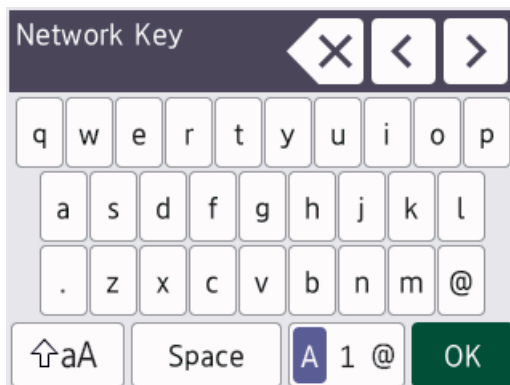 Network Key
q w e r t y u i o p
a s d f g h j k l
. z x c v b n m @
aA Space A 1 @ OK